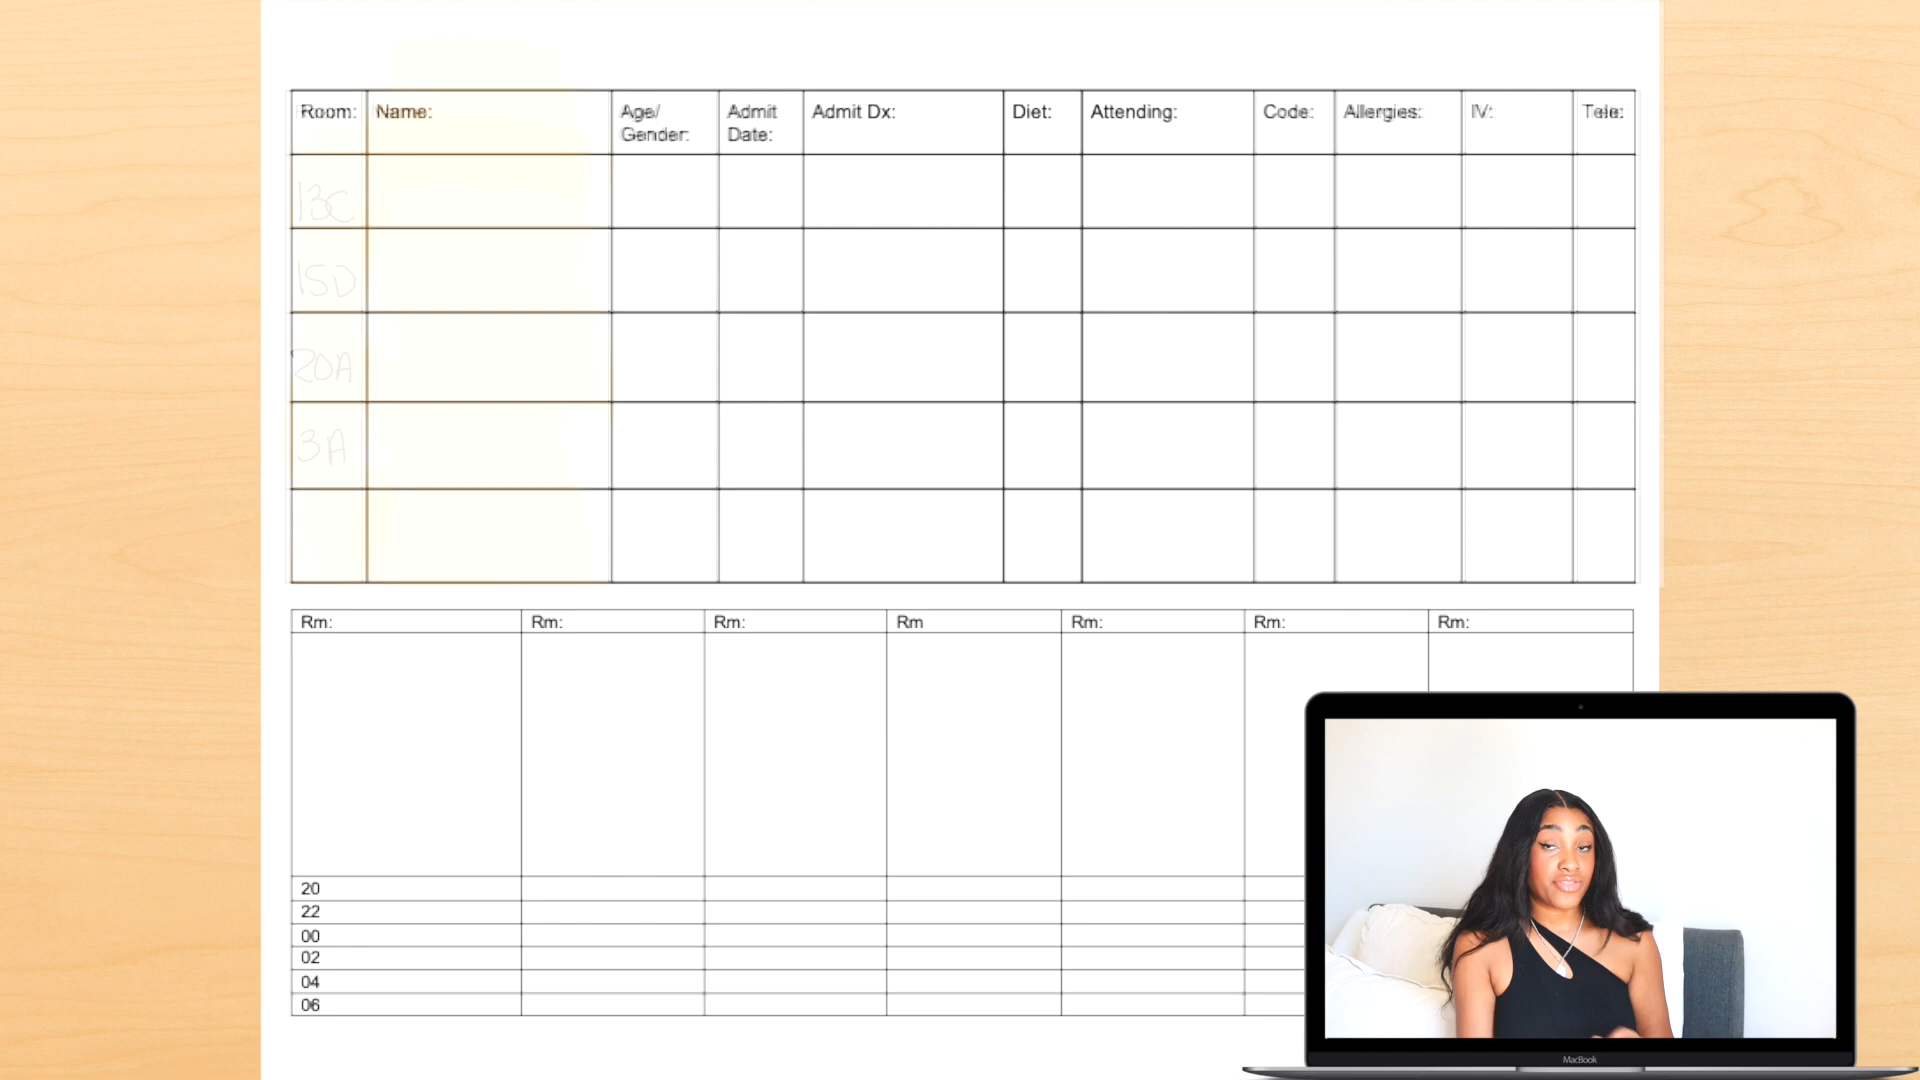 Room: Name: Age/ Gender: Admit Date: Admit Dx: Diet: Attending: Code: Allergies: IV: Tele:
13C
15D
20A
3A
Rm: Rm: Rm: Rm Rm: Rm: Rm:
20
22
00
02
04
06
MacBook